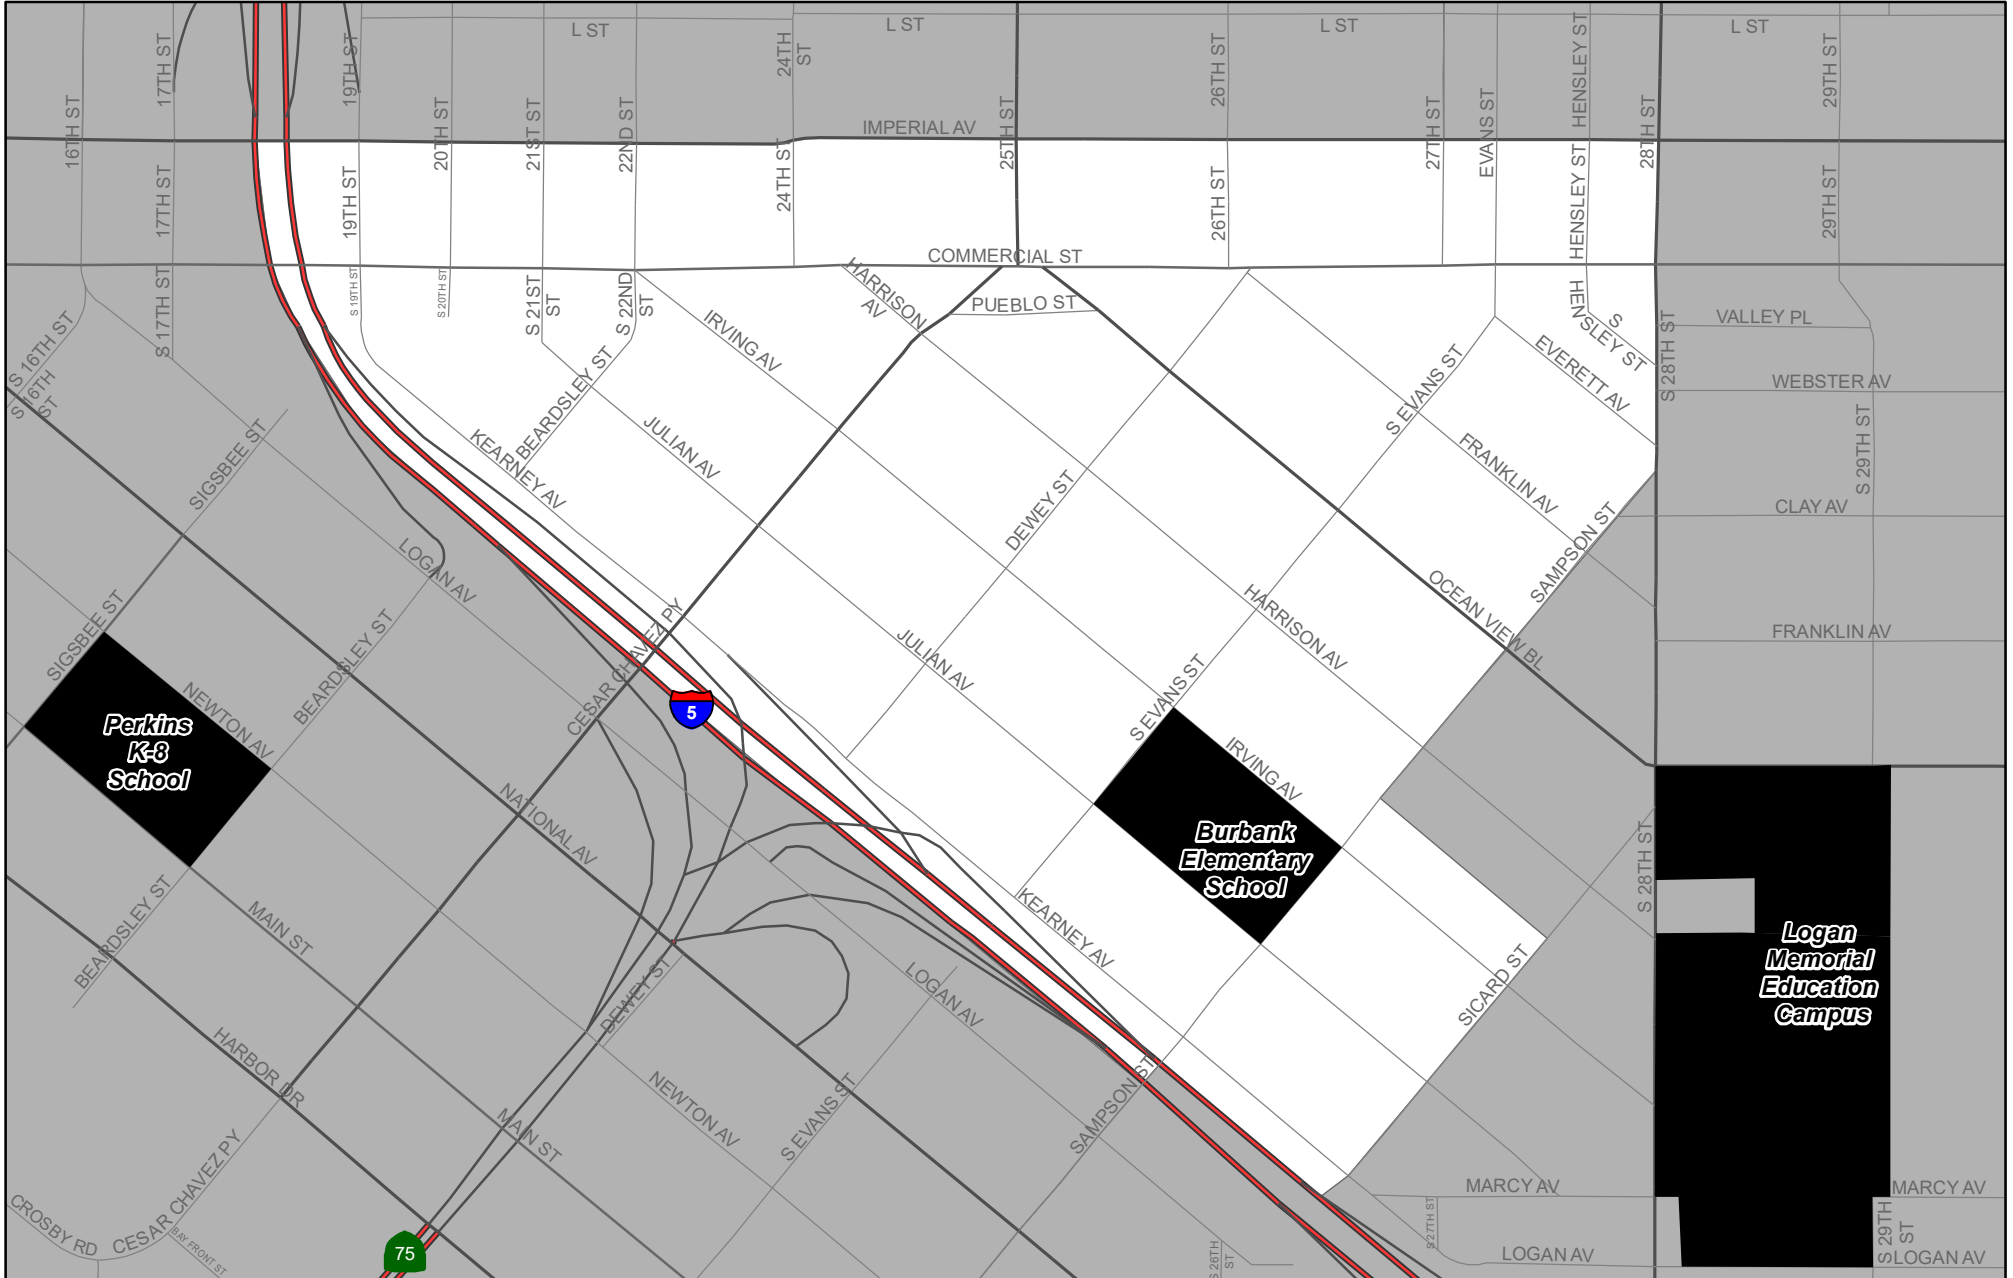 L ST
L ST
L ST
L ST
16TH ST
17TH ST
19TH ST
20TH ST
21ST ST
22ND ST
24TH
ST
25TH ST
26TH ST
27TH ST
EVANS ST
HENSLEY ST
28TH ST
29TH ST
IMPERIAL AV
17TH ST
19TH ST
24TH ST
26TH ST
HENSLEY ST
29TH ST
COMMERCIAL ST
S 17TH ST
S 19TH ST
S 20TH ST
S 21ST
ST
S 22ND
ST
HARRISON
AV
PUEBLO ST
S
HENSLEY ST
S 28TH ST
VALLEY PL
S 16TH ST
S 16TH
ST
IRVING AV
EVERETT AV
WEBSTER AV
BEARDSLEY ST
S EVANS ST
S 29TH ST
SIGSBEE ST
KEARNEY AV
JULIAN AV
FRANKLIN AV
DEWEY ST
CLAY AV
SAMPSON ST
LOGAN AV
OCEAN VIEW BL
HARRISON AV
FRANKLIN AV
SIGSBEE ST
BEARDSLEY ST
CESAR CHAVEZ PY
JULIAN AV
S EVANS ST
NEWTON AV
5
Perkins
K-8
School
IRVING AV
NATIONAL AV
Burbank
Elementary
School
S 28TH ST
BEARDSLEY ST
MAIN ST
KEARNEY AV
Logan
Memorial
Education
Campus
DEWEY ST
LOGAN AV
SICARD ST
HARBOR DR
NEWTON AV
S EVANS ST
SAMPSON ST
MAIN ST
CESAR CHAVEZ PY
MARCY AV
MARCY AV
CROSBY RD
BAY FRONT ST
75
S 26TH
ST
S 27TH ST
LOGAN AV
S 29TH
ST
LOGAN AV